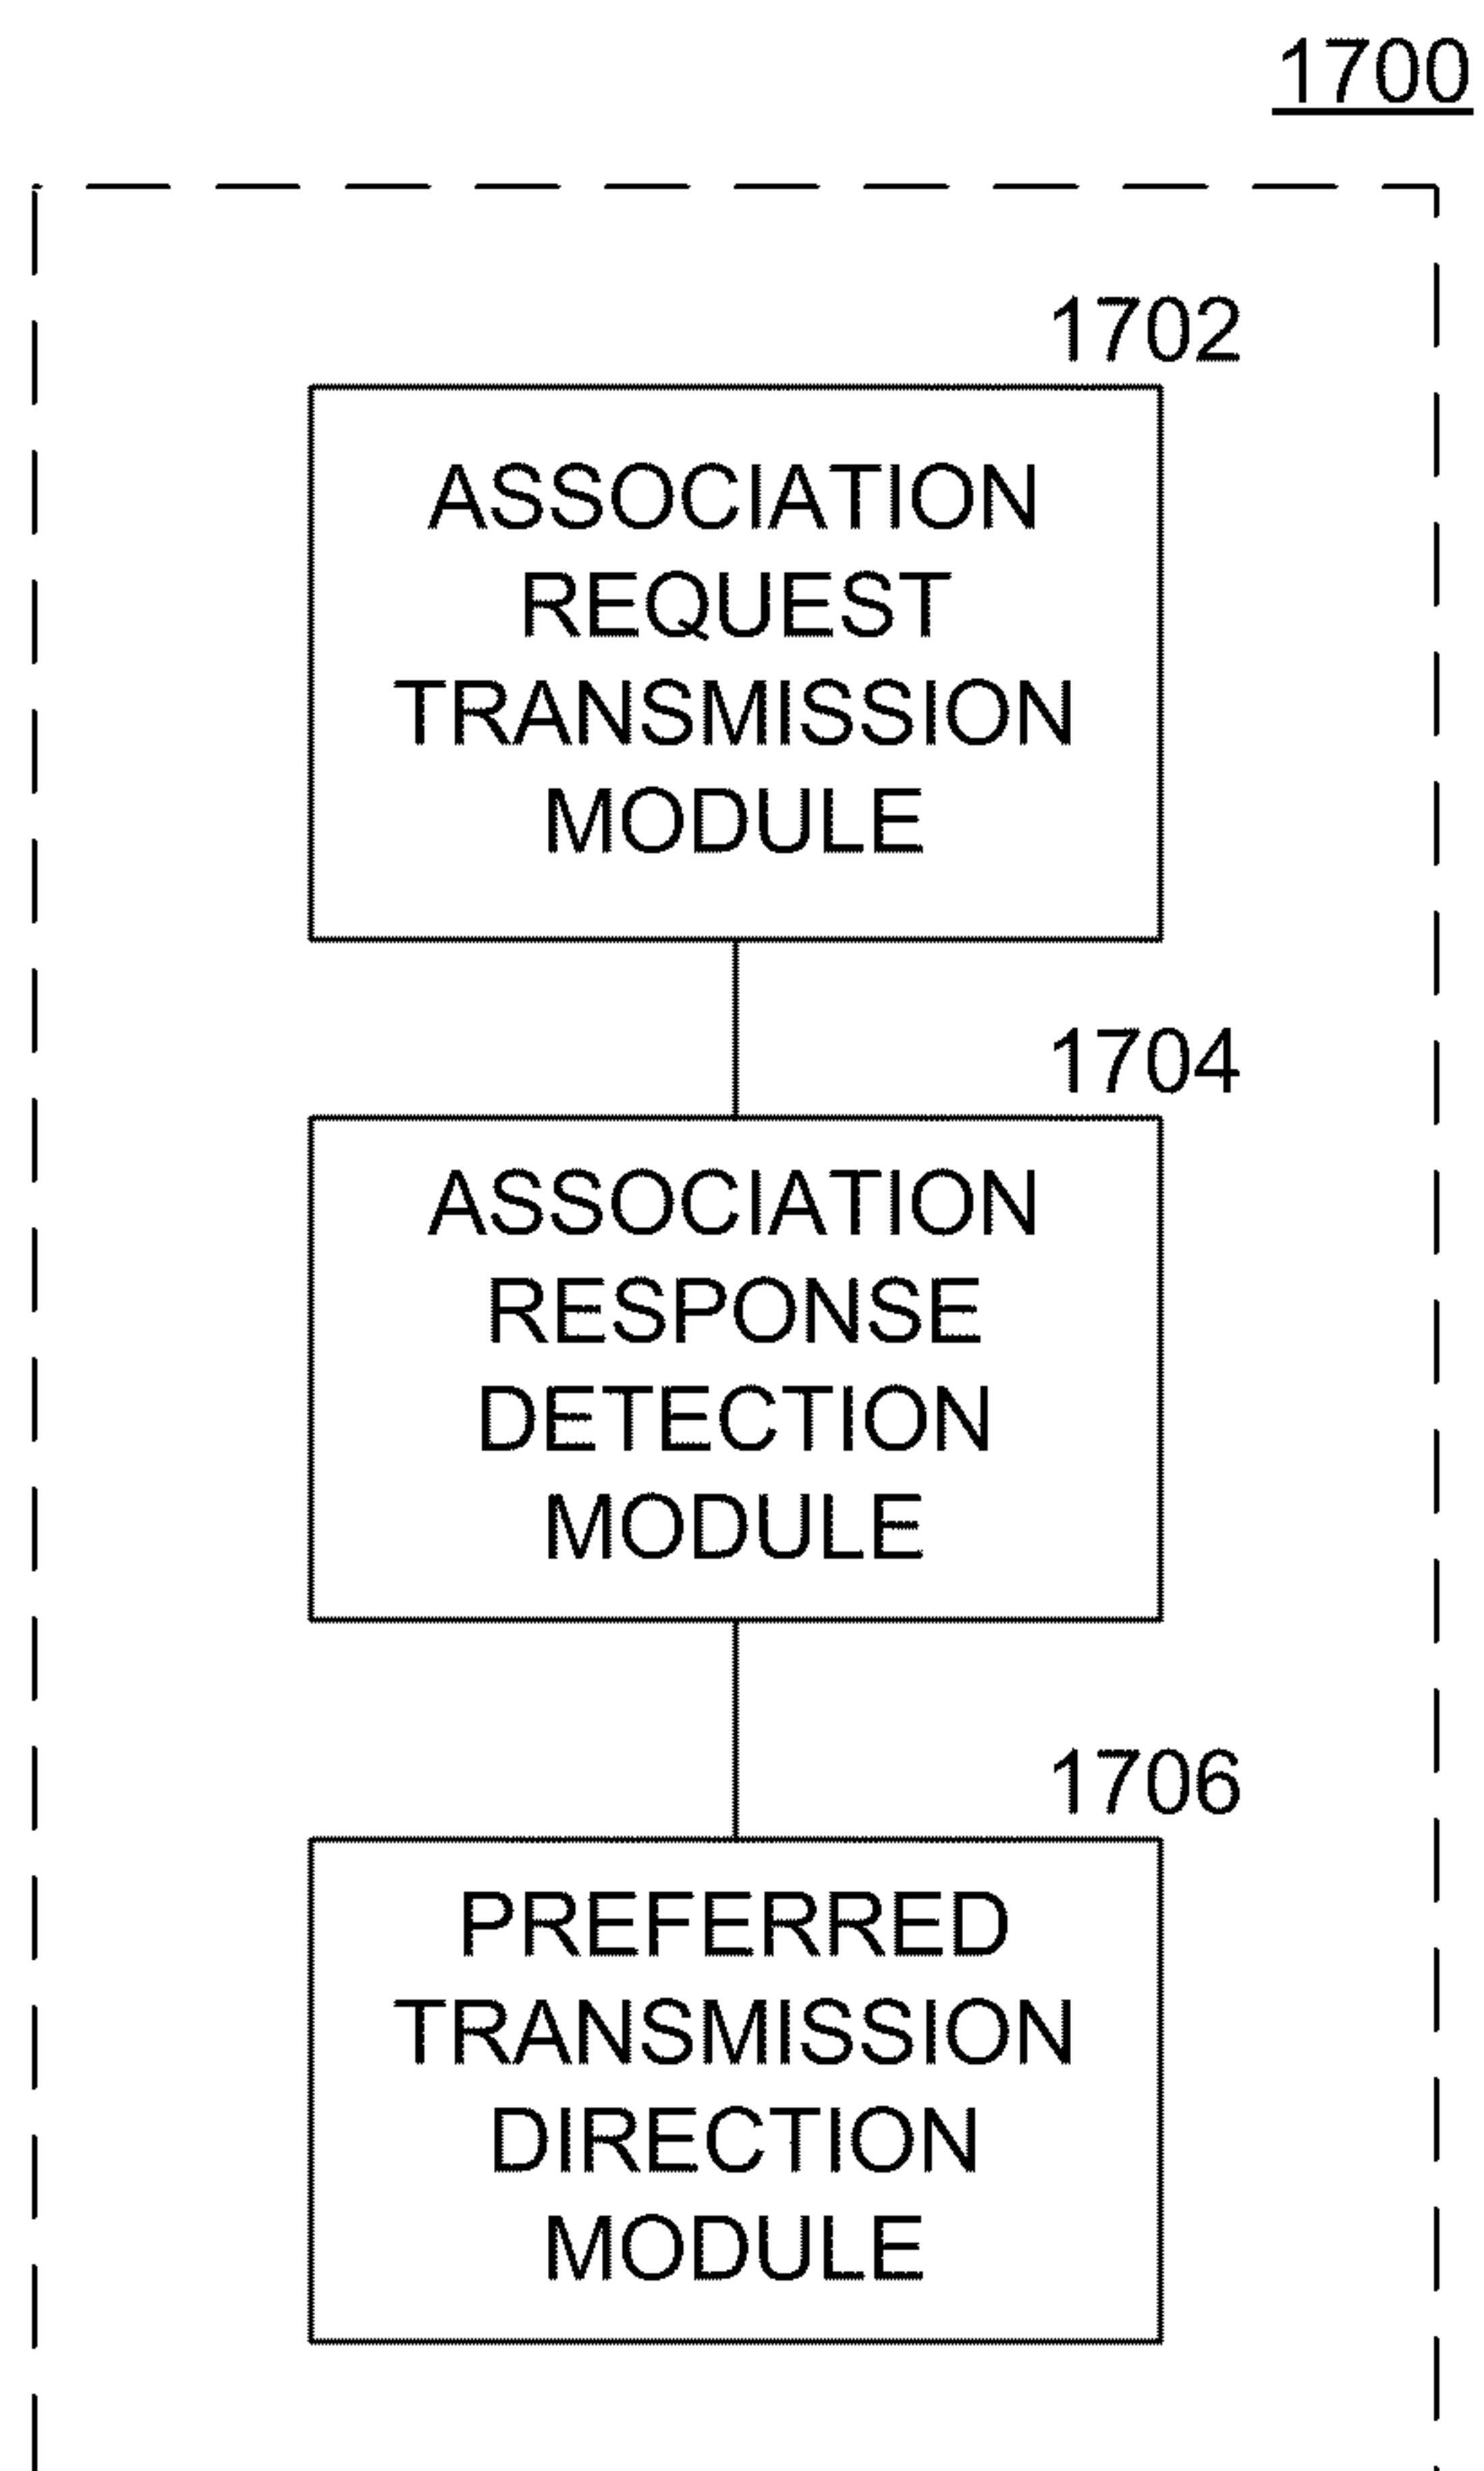 1700
1702
ASSOCIATION
REQUEST
TRANSMISSION
MODULE
1704
ASSOCIATION
RESPONSE
DETECTION
MODULE
1706
PREFERRED
TRANSMISSION
DIRECTION
MODULE